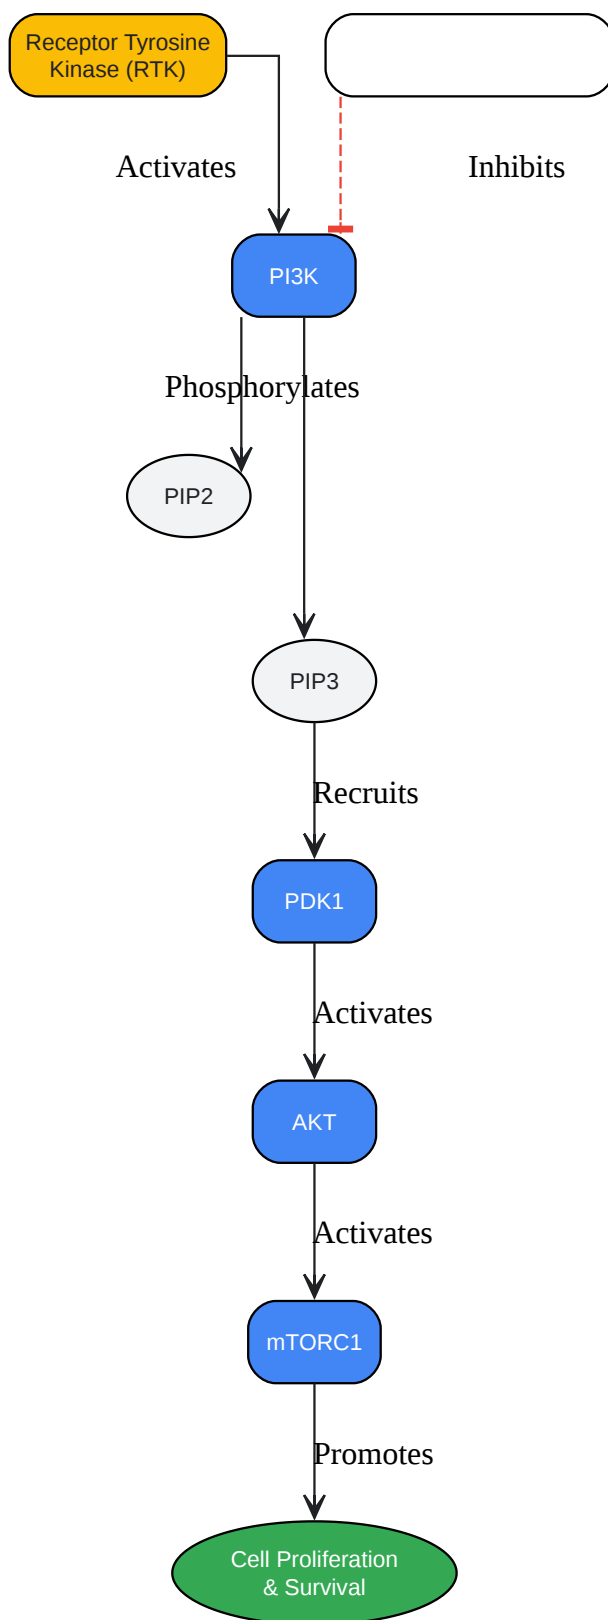 Receptor Tyrosine
Kinase (RTK)
Activates
Inhibits
PI3K
Phosphorylates
PIP2
PIP3
Recruits
PDK1
Activates
AKT
Activates
mTORC1
Promotes
Cell Proliferation
& Survival